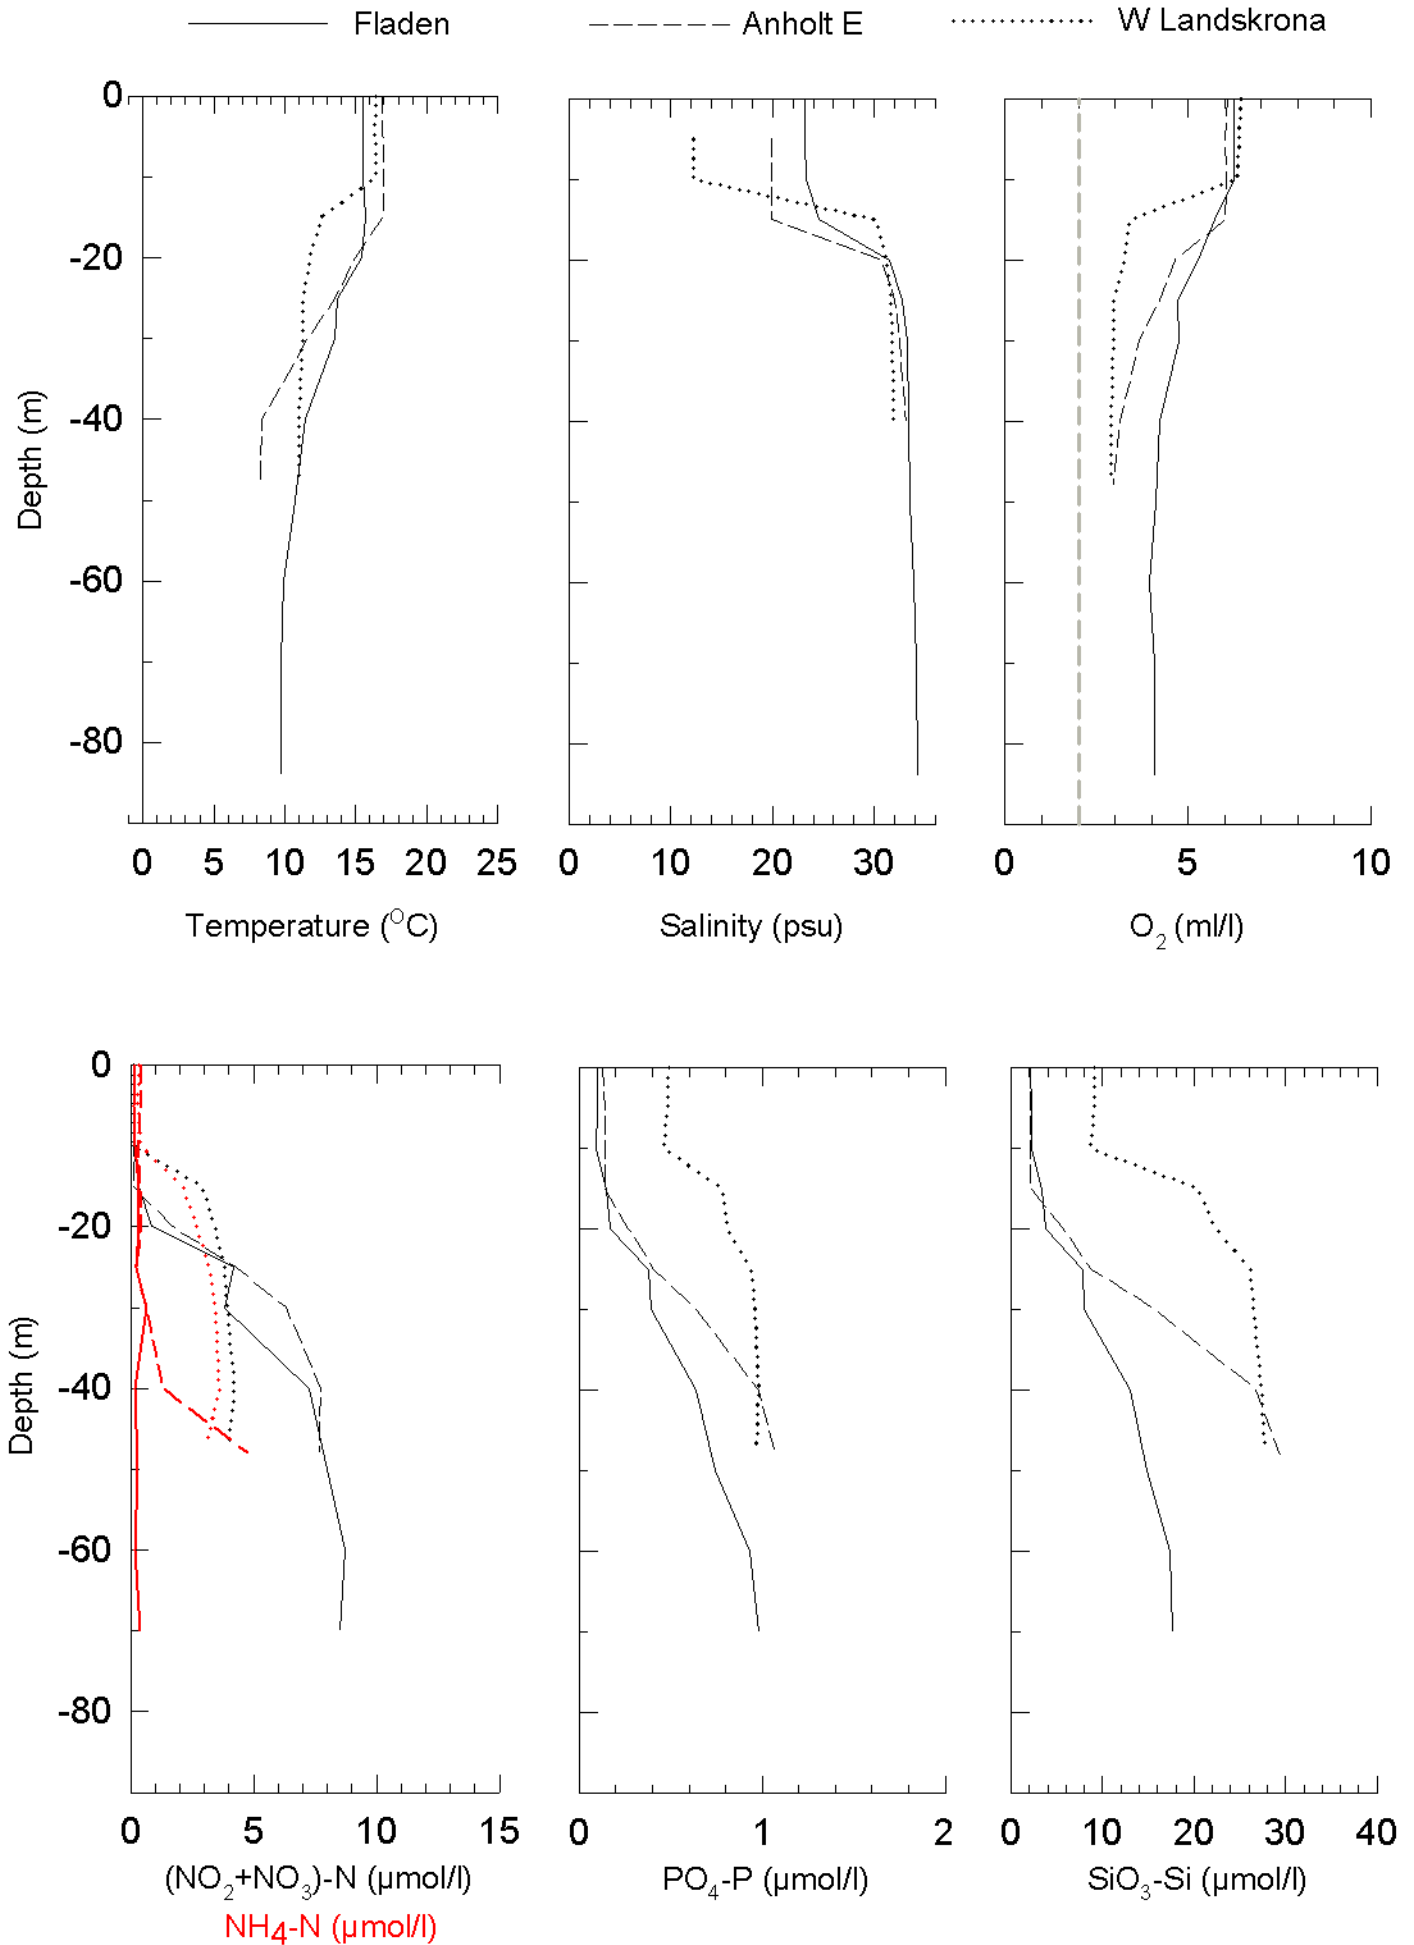 Fladen Anholt E W Landskrona
0
-20
-40
-60
-80
Depth (m)
0 5 10 15 20 25
Temperature (°C)
0 10 20 30
Salinity (psu)
0 5 10
O₂ (ml/l)
0
-20
-40
-60
-80
Depth (m)
0 5 10 15
(NO₂+NO₃)-N (µmol/l)
NH4-N (µmol/l)
0 1 2
PO₄-P (µmol/l)
0 10 20 30 40
SiO₃-Si (µmol/l)